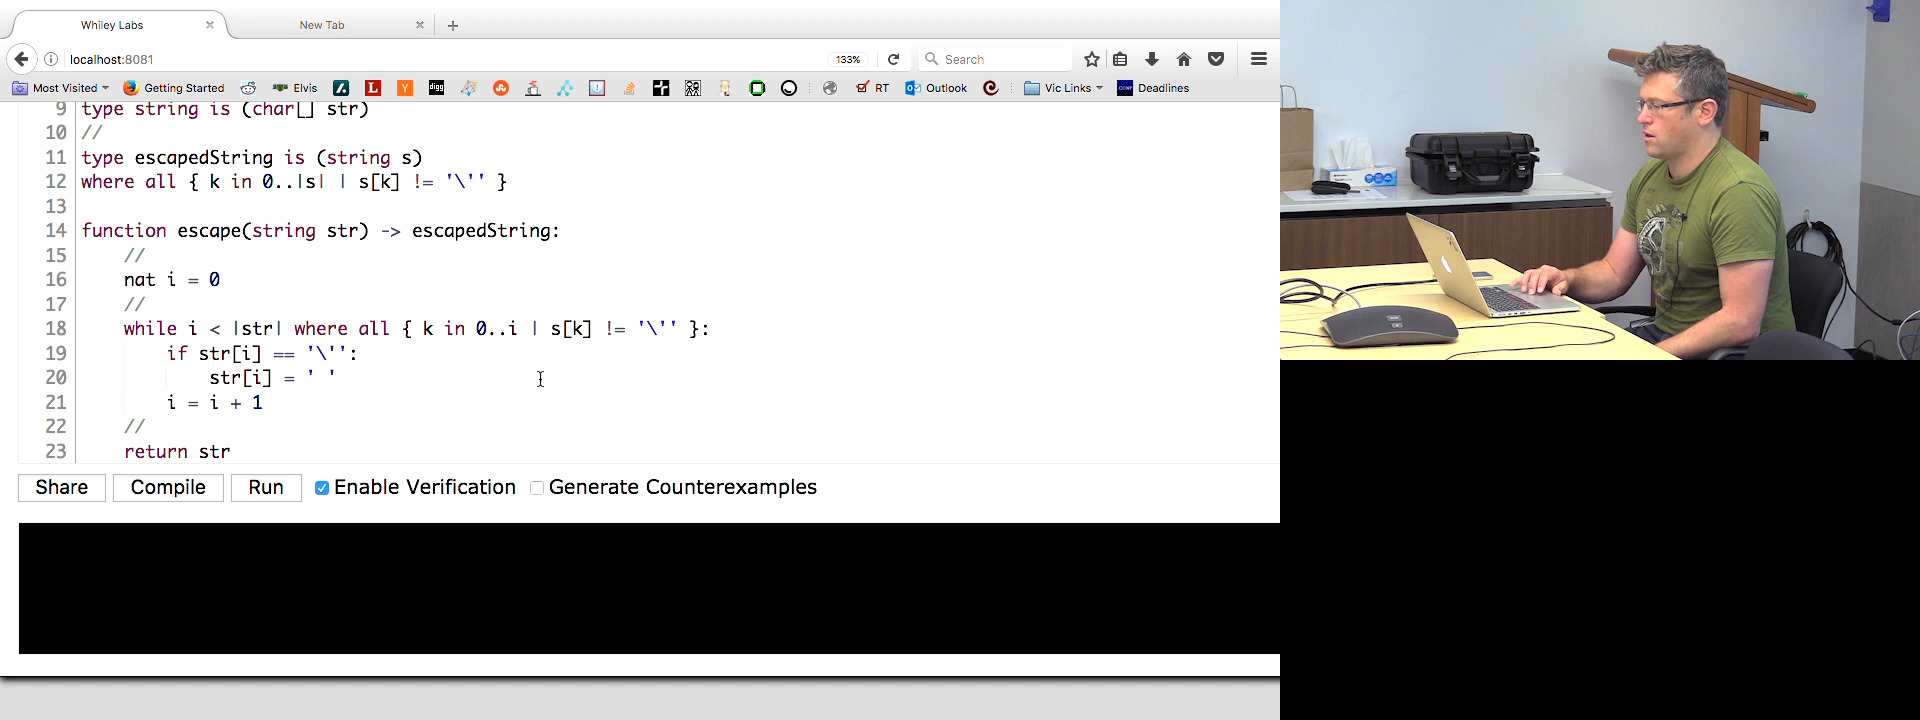 Whiley Labs
New Tab
localhost:8081
133%
Search
Most Visited
Getting Started
Elvis
digg
RT
Outlook
Vic Links
CONF
Deadlines
9 type string is (char[] str)
10 //
11 type escapedString is (string s)
12 where all { k in 0..|s| | s[k] != '\'' }
13
14 function escape(string str) -> escapedString:
15 //
16 nat i = 0
17 //
18 while i < |str| where all { k in 0..i | s[k] != '\'' }:
19 if str[i] == '\'':
20 str[i] = ' '
21 i = i + 1
22 //
23 return str
Share
Compile
Run
Enable Verification
Generate Counterexamples